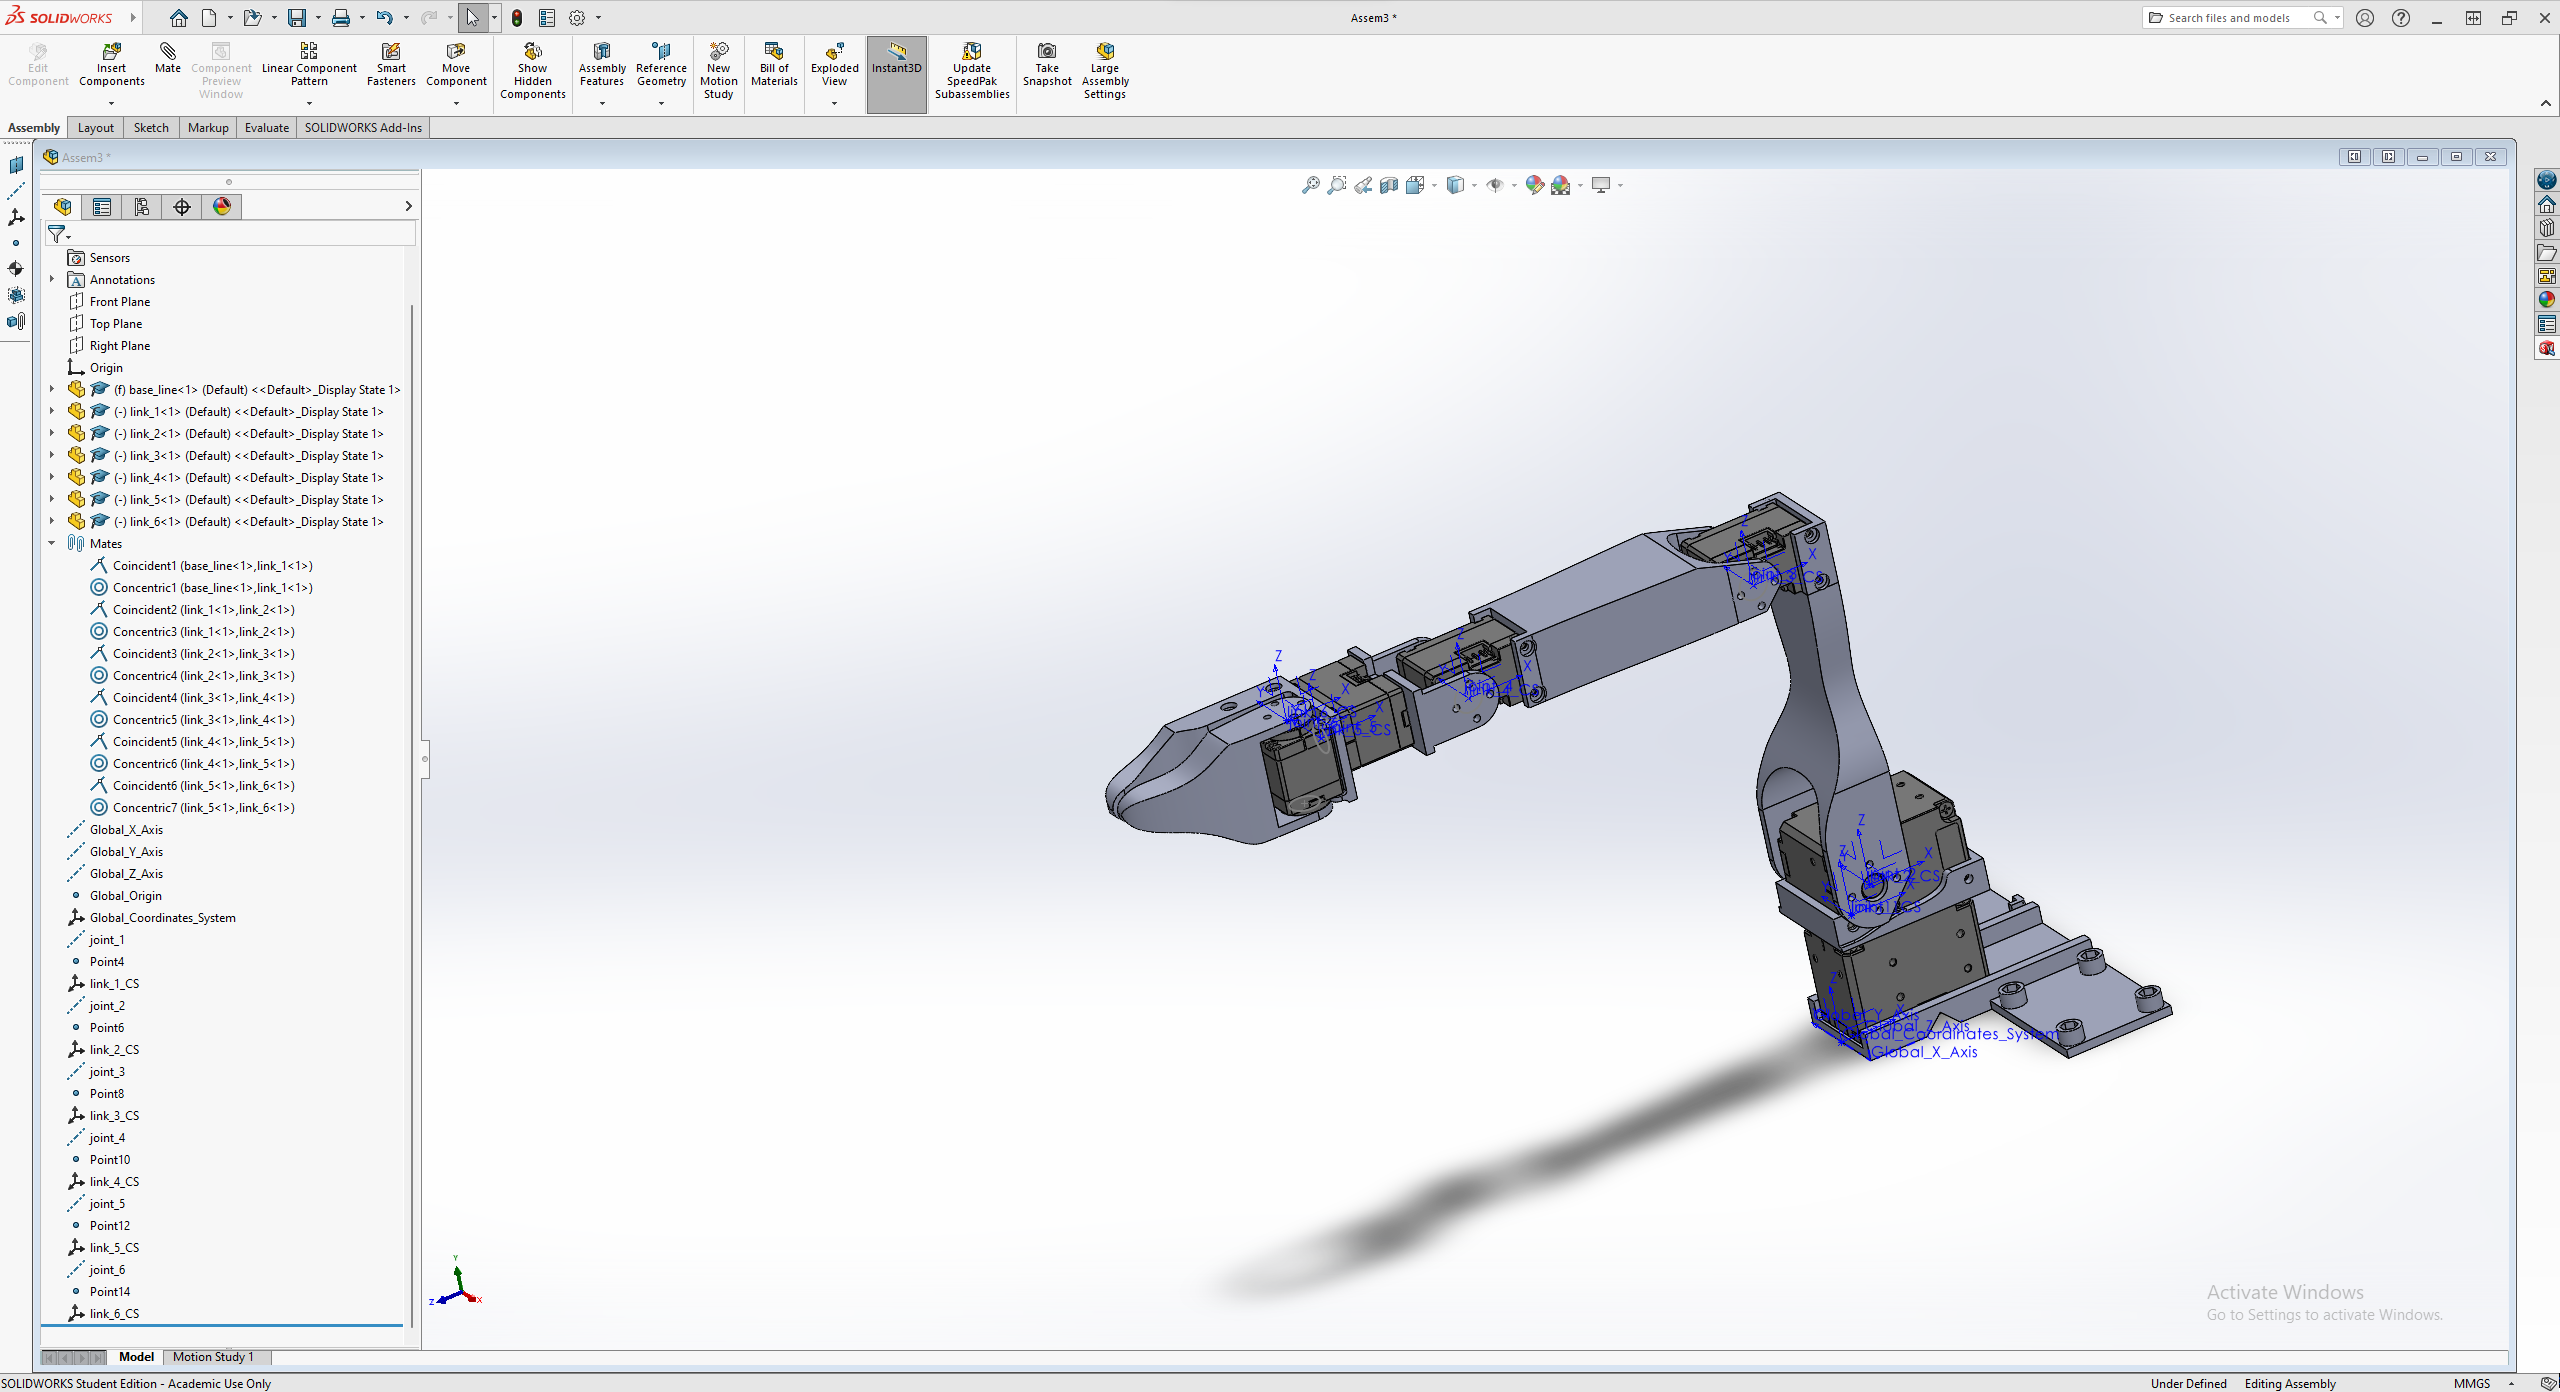 SOLIDWORKS
Assem3 *
Search files and models
Edit Component
Insert Components
Mate
Component Preview Window
Linear Component Pattern
Smart Fasteners
Move Component
Show Hidden Components
Assembly Features
Reference Geometry
New Motion Study
Bill of Materials
Exploded View
Instant3D
Update SpeedPak Subassemblies
Take Snapshot
Large Assembly Settings
Assembly
Layout
Sketch
Markup
Evaluate
SOLIDWORKS Add-Ins
Assem3 *
Sensors
Annotations
Front Plane
Top Plane
Right Plane
Origin
(f) base_line<1> (Default) <<Default>_Display State 1>
(-) link_1<1> (Default) <<Default>_Display State 1>
(-) link_2<1> (Default) <<Default>_Display State 1>
(-) link_3<1> (Default) <<Default>_Display State 1>
(-) link_4<1> (Default) <<Default>_Display State 1>
(-) link_5<1> (Default) <<Default>_Display State 1>
(-) link_6<1> (Default) <<Default>_Display State 1>
Mates
Coincident1 (base_line<1>,link_1<1>)
Concentric1 (base_line<1>,link_1<1>)
Coincident2 (link_1<1>,link_2<1>)
Concentric3 (link_1<1>,link_2<1>)
Coincident3 (link_2<1>,link_3<1>)
Concentric4 (link_2<1>,link_3<1>)
Coincident4 (link_3<1>,link_4<1>)
Concentric5 (link_3<1>,link_4<1>)
Coincident5 (link_4<1>,link_5<1>)
Concentric6 (link_4<1>,link_5<1>)
Coincident6 (link_5<1>,link_6<1>)
Concentric7 (link_5<1>,link_6<1>)
Global_X_Axis
Global_Y_Axis
Global_Z_Axis
Global_Origin
Global_Coordinates_System
joint_1
Point4
link_1_CS
joint_2
Point6
link_2_CS
joint_3
Point8
link_3_CS
joint_4
Point10
link_4_CS
joint_5
Point12
link_5_CS
joint_6
Point14
link_6_CS
Z
X
Z
X
Z
Z
X
X
Z
X
Z
Z
X
Global_Y_Axis
Global_Z_Axis
Global_Coordinates_System
Global_X_Axis
Y
Z
X
Activate Windows
Go to Settings to activate Windows.
Model
Motion Study 1
SOLIDWORKS Student Edition - Academic Use Only
Under Defined
Editing Assembly
MMGS